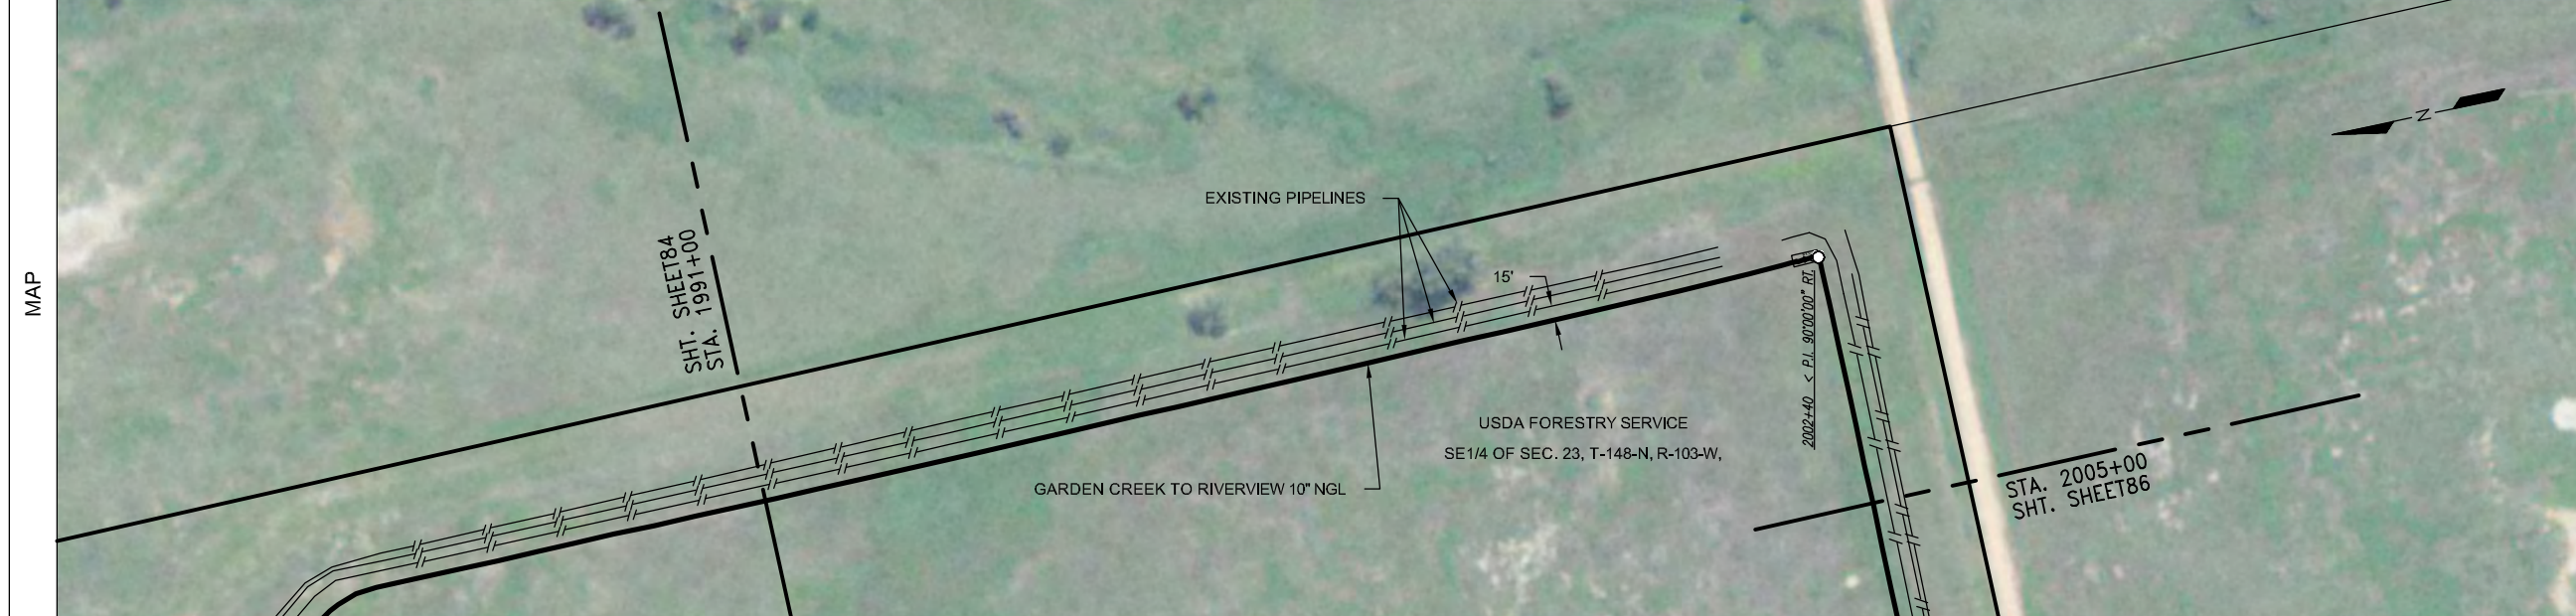 MAP
SHT. SHEET84
STA. 1991+00
EXISTING PIPELINES
15'
N
2002+40 < P.I. 90°00'00" RT.
USDA FORESTRY SERVICE
SE1/4 OF SEC. 23, T-148-N, R-103-W,
GARDEN CREEK TO RIVERVIEW 10" NGL
STA. 2005+00
SHT. SHEET86